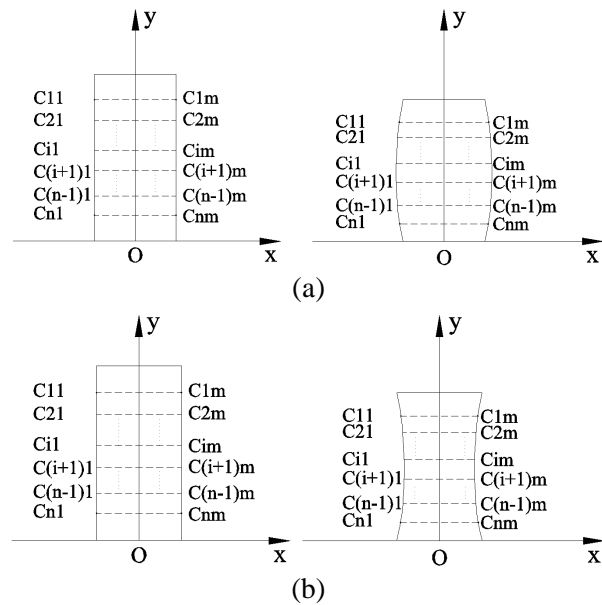 y y
C11 C1m C11 C1m
C21 C2m C21 C2m
Ci1 Cim Ci1 Cim
C(i+1)1 C(i+1)m C(i+1)1 C(i+1)m
C(n-1)1 C(n-1)m C(n-1)1 C(n-1)m
Cn1 Cnm Cn1 Cnm
O x O x
(a)
y y
C11 C1m C11 C1m
C21 C2m C21 C2m
Ci1 Cim Ci1 Cim
C(i+1)1 C(i+1)m C(i+1)1 C(i+1)m
C(n-1)1 C(n-1)m C(n-1)1 C(n-1)m
Cn1 Cnm Cn1 Cnm
O x O x
(b)